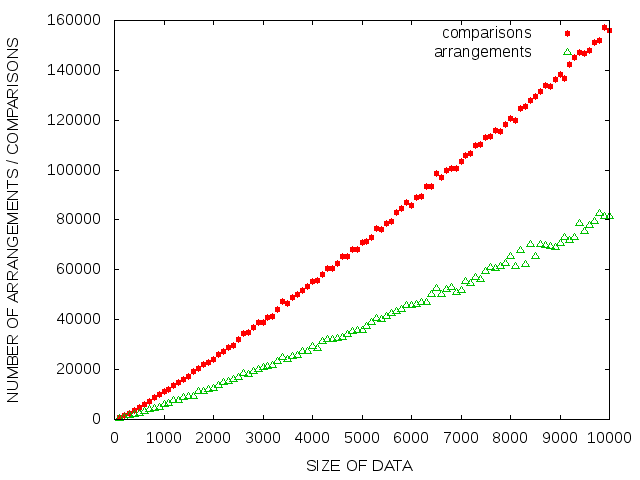 160000
140000
120000
100000
80000
60000
40000
20000
0
NUMBER OF ARRANGEMENTS / COMPARISONS
comparisons
arrangements
0 1000 2000 3000 4000 5000 6000 7000 8000 9000 10000
SIZE OF DATA